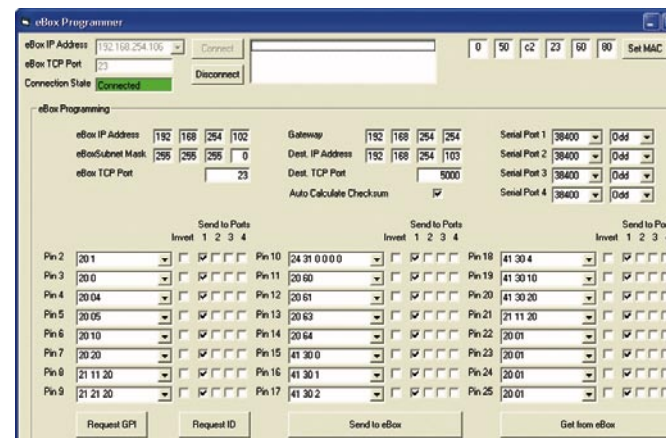 eBox Programmer
eBox IP Address 192.168.254.106 Connect 0 50 c2 23 60 80 Set MAC
eBox TCP Port 23
Disconnect
Connection State Connected
eBox Programming
eBox IP Address 192 168 254 102 Gateway 192 168 254 254 Serial Port 1 38400 Odd
eBoxSubnet Mask 255 255 255 0 Dest. IP Address 192 168 254 103 Serial Port 2 38400 Odd
eBox TCP Port 23 Dest. TCP Port 5000 Serial Port 3 38400 Odd
Auto Calculate Checksum Serial Port 4 38400 Odd
Send to Ports Send to Ports Send to Po
Invert 1 2 3 4 Invert 1 2 3 4 Invert 1 2 3
Pin 2 20 1 Pin 10 24 31 0 0 0 0 Pin 18 41 30 4
Pin 3 20 0 Pin 11 20 60 Pin 19 41 30 10
Pin 4 20 04 Pin 12 20 61 Pin 20 41 30 20
Pin 5 20 05 Pin 13 20 63 Pin 21 21 11 20
Pin 6 20 10 Pin 14 20 64 Pin 22 20 01
Pin 7 20 20 Pin 15 41 30 0 Pin 23 20 01
Pin 8 21 11 20 Pin 16 41 30 1 Pin 24 20 01
Pin 9 21 21 20 Pin 17 41 30 2 Pin 25 20 01
Request GPI Request ID Send to eBox Get from eBox